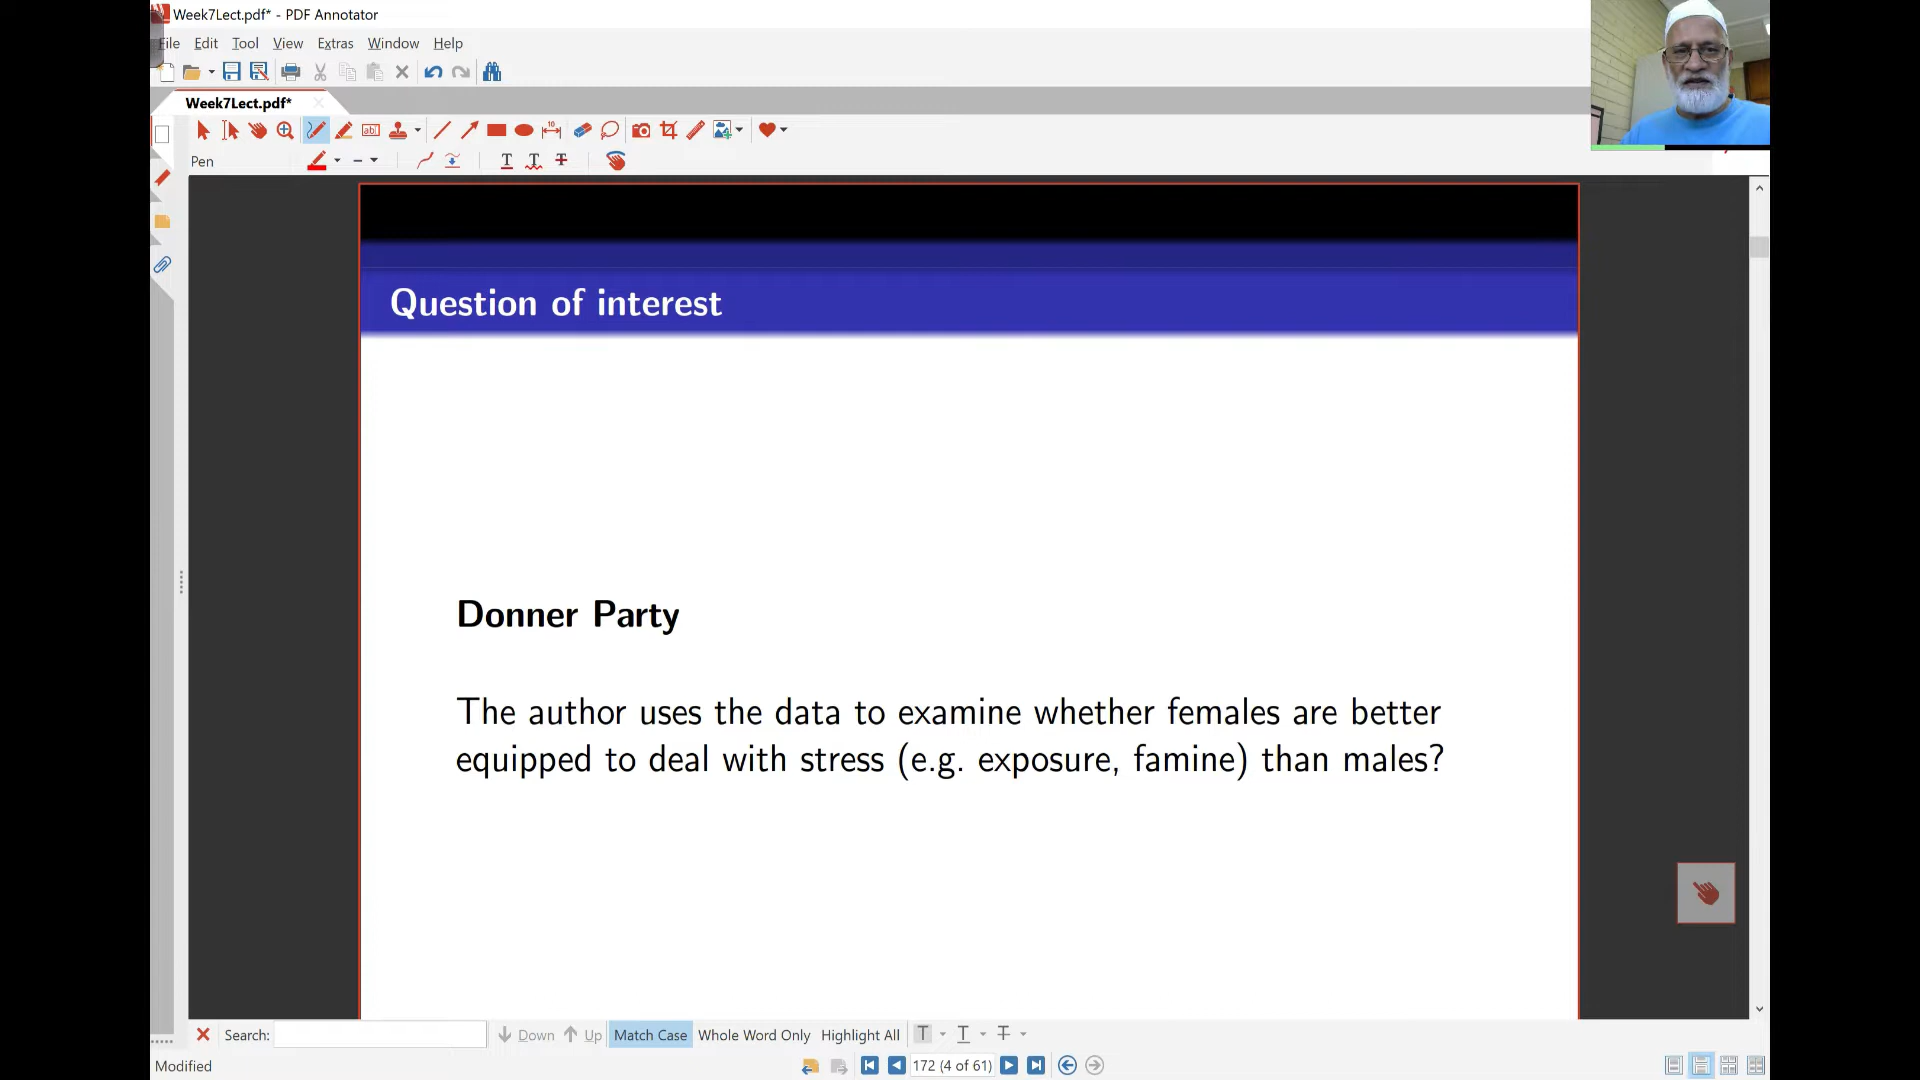 Week7Lect.pdf* - PDF Annotator
File Edit Tool View Extras Window Help
Week7Lect.pdf*
Pen
Question of interest
Donner Party
The author uses the data to examine whether females are better
equipped to deal with stress (e.g. exposure, famine) than males?
Search: Down Up Match Case Whole Word Only Highlight All
Modified
172 (4 of 61)